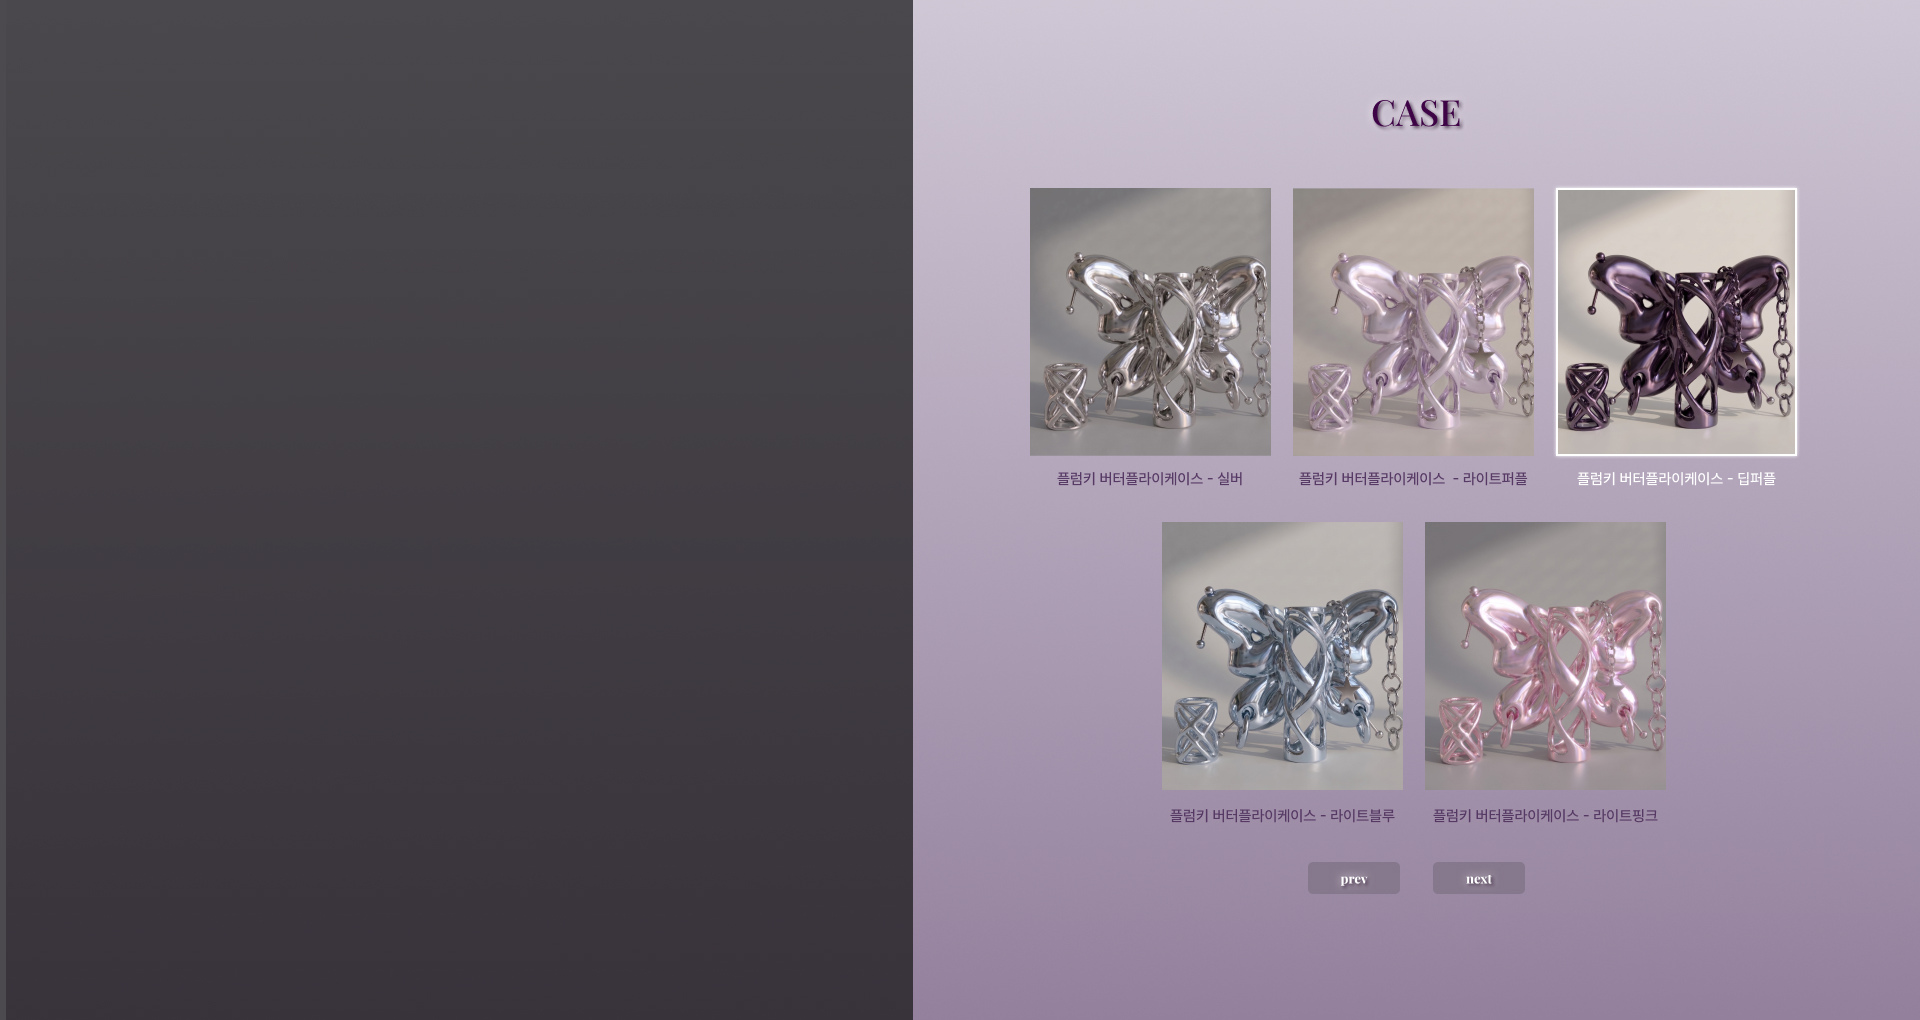 CASE
플럼키 버터플라이케이스 - 실버
플럼키 버터플라이케이스 - 라이트퍼플
플럼키 버터플라이케이스 - 딥퍼플
플럼키 버터플라이케이스 - 라이트블루
플럼키 버터플라이케이스 - 라이트핑크
prev
next